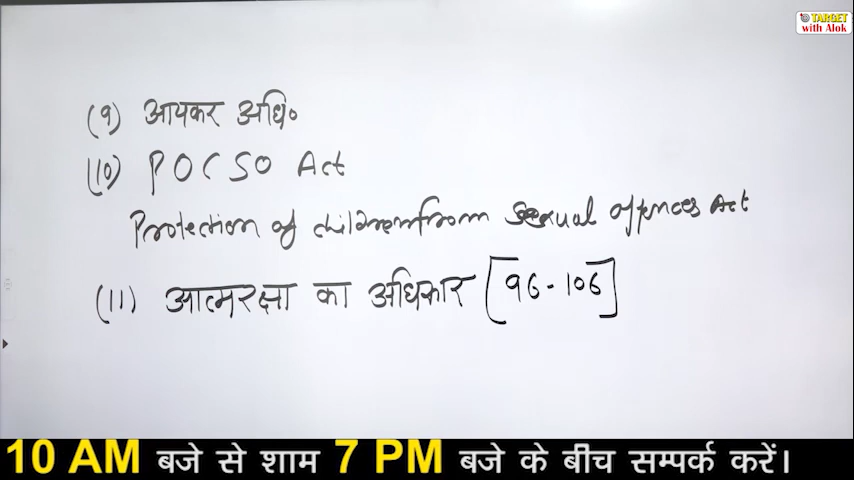 TARGET
with Alok
(9) आयकर अधि०
(10) POCSO Act
Protection of children from sexual offences Act
(11) आत्मरक्षा का अधिकार [96-106]
10 AM बजे से शाम 7 PM बजे के बीच सम्पर्क करें।